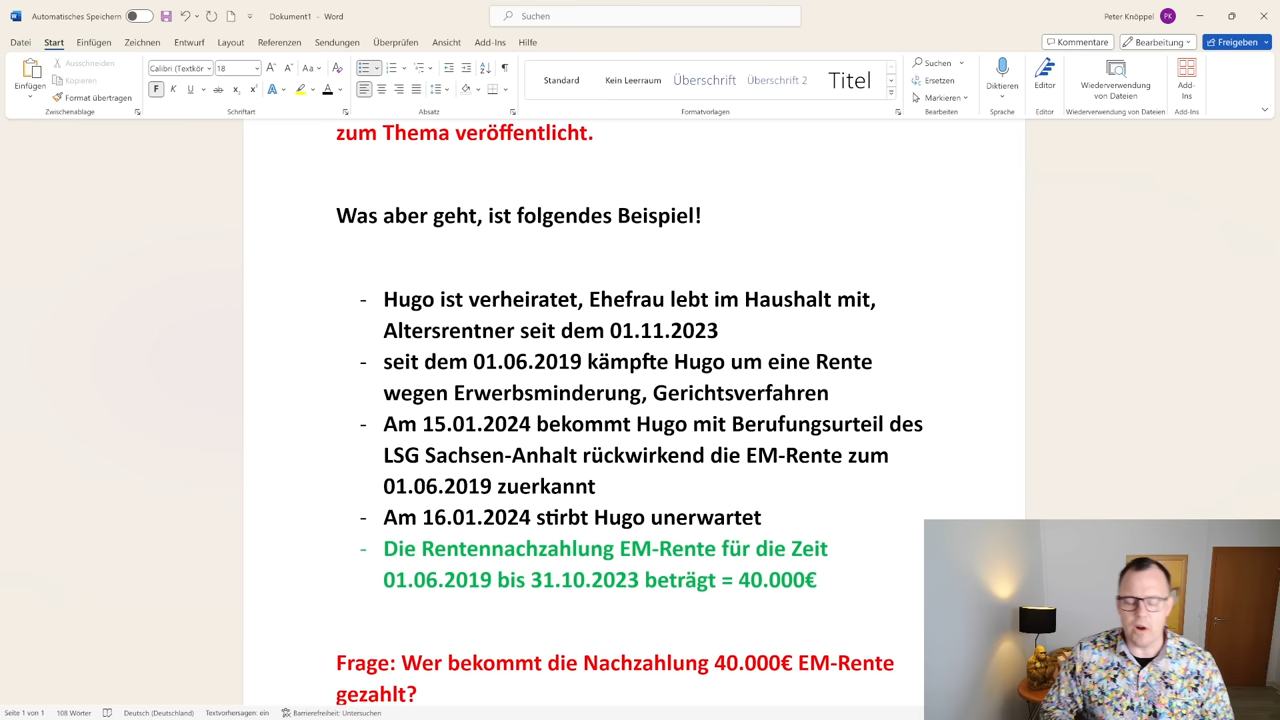 Automatisches Speichern
Dokument1 - Word
Suchen
Peter Knöppel
PK
Datei Start Einfügen Zeichnen Entwurf Layout Referenzen Sendungen Überprüfen Ansicht Add-Ins Hilfe
Kommentare Bearbeitung Freigeben
Einfügen
Ausschneiden
Kopieren
Format übertragen
Zwischenablage
Calibri (Textkör 18
F K U ab x₂ x² A A
Schriftart
Absatz
Standard Kein Leerraum Überschrift Überschrift 2 Titel
Formatvorlagen
Suchen
Ersetzen
Markieren
Bearbeiten
Diktieren
Sprache
Editor
Editor
Wiederverwendung
von Dateien
Wiederverwendung von Dateien
Add-
Ins
Add-Ins
zum Thema veröffentlicht.
Was aber geht, ist folgendes Beispiel!
- Hugo ist verheiratet, Ehefrau lebt im Haushalt mit,
Altersrentner seit dem 01.11.2023
- seit dem 01.06.2019 kämpfte Hugo um eine Rente
wegen Erwerbsminderung, Gerichtsverfahren
- Am 15.01.2024 bekommt Hugo mit Berufungsurteil des
LSG Sachsen-Anhalt rückwirkend die EM-Rente zum
01.06.2019 zuerkannt
- Am 16.01.2024 stirbt Hugo unerwartet
- Die Rentennachzahlung EM-Rente für die Zeit
01.06.2019 bis 31.10.2023 beträgt = 40.000€
Frage: Wer bekommt die Nachzahlung 40.000€ EM-Rente
gezahlt?
Seite 1 von 1 108 Wörter Deutsch (Deutschland) Textvorhersagen: ein Barrierefreiheit: Untersuchen